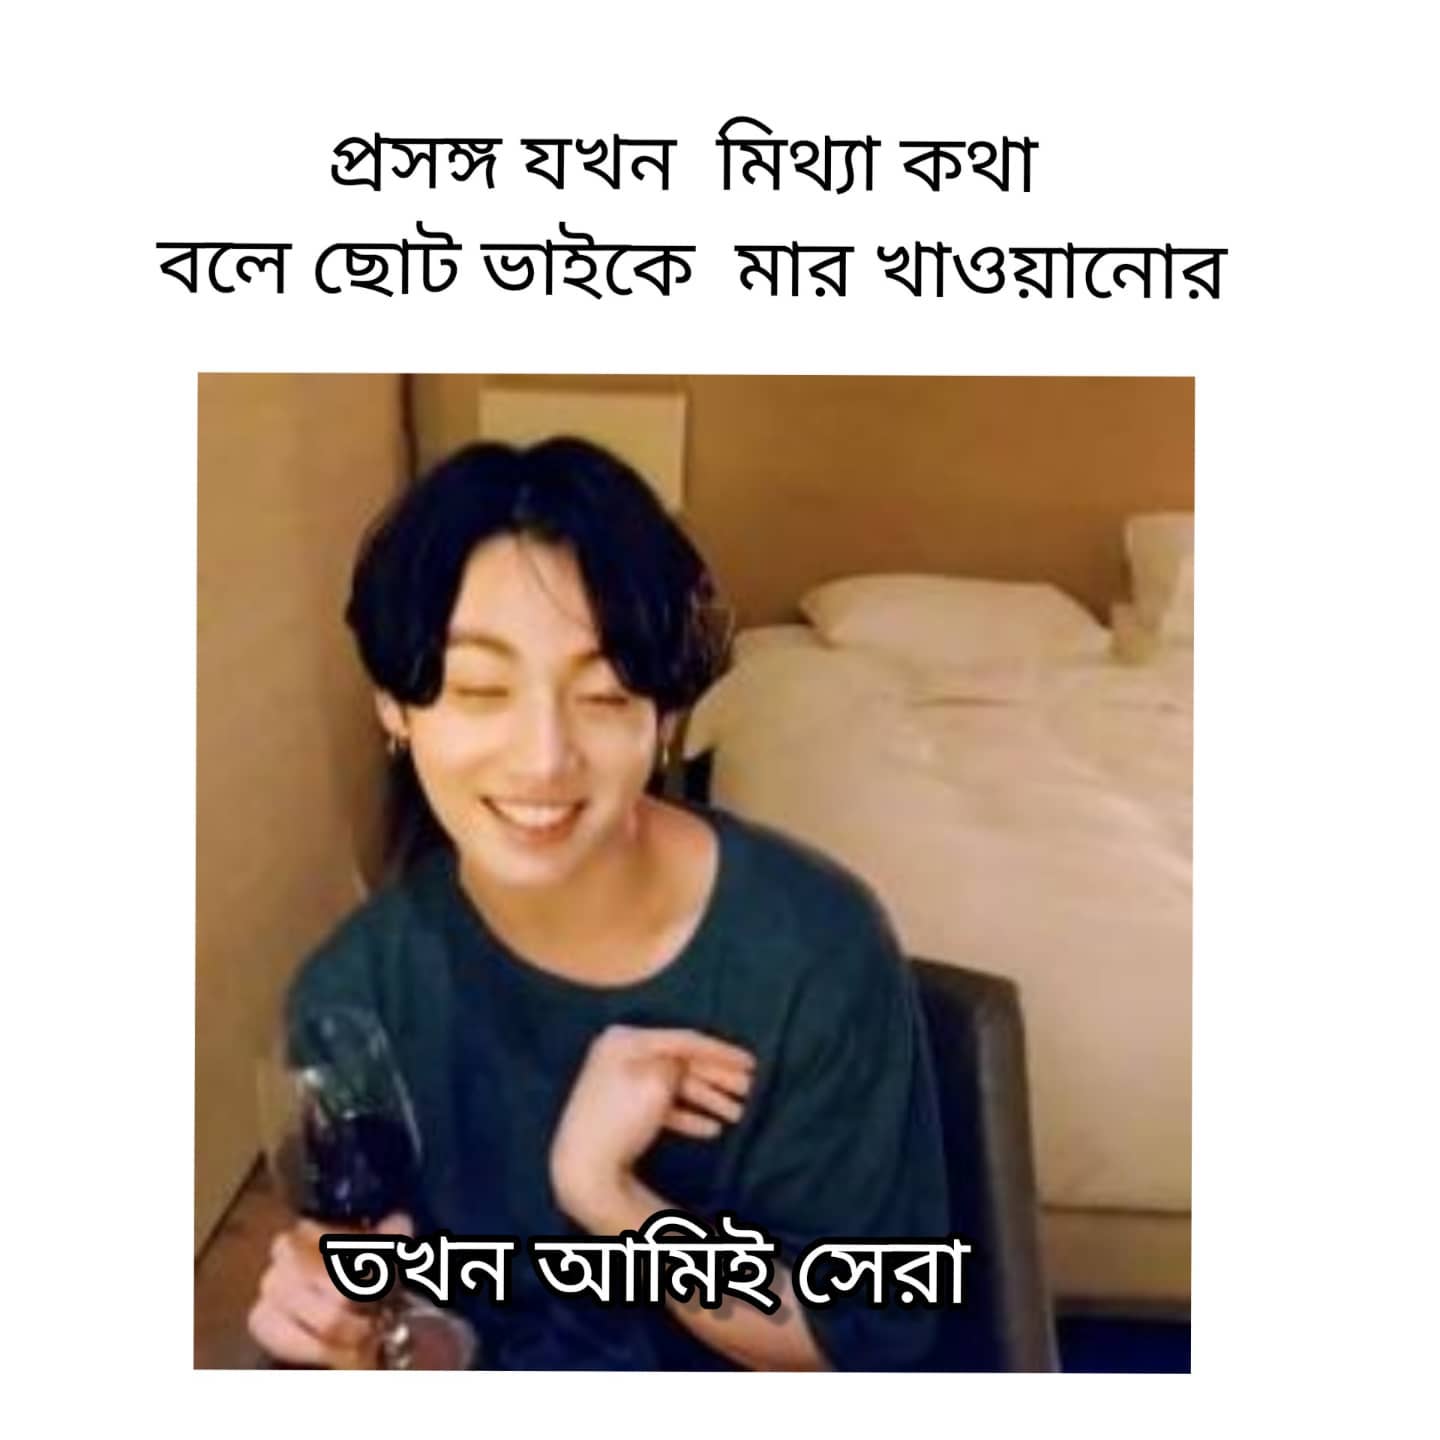 প্রসঙ্গ যখন মিথ্যা কথা
বলে ছোট ভাইকে মার খাওয়ানোর
তখন আমিই সেরা